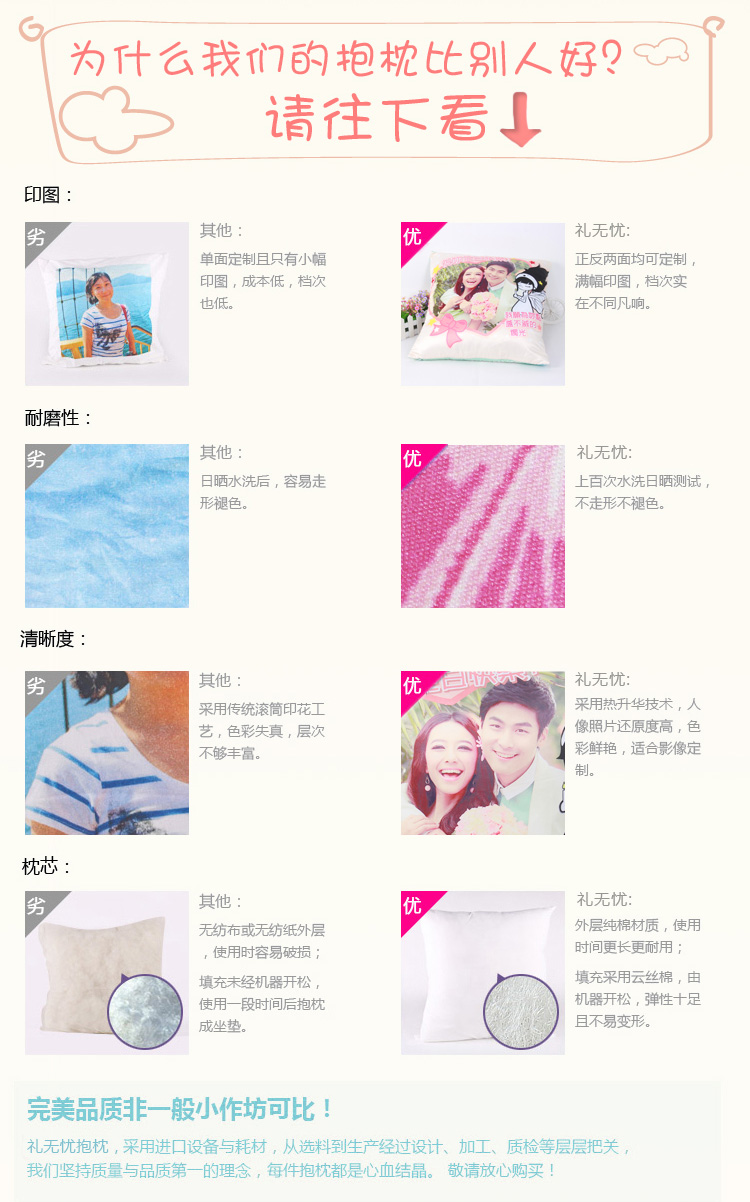 为什么我们的抱枕比别人好?
请往下看
印图：
劣
其他：
单面定制且只有小幅
印图，成本低，档次
也低。
优
礼无忧:
正反两面均可定制，
满幅印图，档次实
在不同凡响。
耐磨性：
劣
其他：
日晒水洗后，容易走
形褪色。
优
礼无忧:
上百次水洗日晒测试，
不走形不褪色。
清晰度：
劣
其他：
采用传统滚筒印花工
艺，色彩失真，层次
不够丰富。
优
礼无忧:
采用热升华技术，人
像照片还原度高，色
彩鲜艳，适合影像定
制。
枕芯：
劣
其他：
无纺布或无纺纸外层
，使用时容易破损；
填充未经机器开松，
使用一段时间后抱枕
成坐垫。
优
礼无忧:
外层纯棉材质，使用
时间更长更耐用；
填充采用云丝棉，由
机器开松，弹性十足
且不易变形。
完美品质非一般小作坊可比！
礼无忧抱枕，采用进口设备与耗材，从选料到生产经过设计、加工、质检等层层把关，
我们坚持质量与品质第一的理念，每件抱枕都是心血结晶。 敬请放心购买！